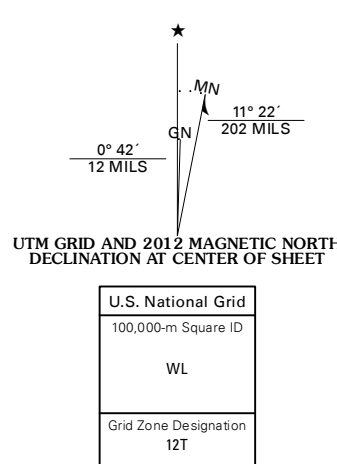 ★
MN
11° 22´
202 MILS
GN
0° 42´
12 MILS
UTM GRID AND 2012 MAGNETIC NORTH
DECLINATION AT CENTER OF SHEET
U.S. National Grid
100,000-m Square ID
WL
Grid Zone Designation
12T